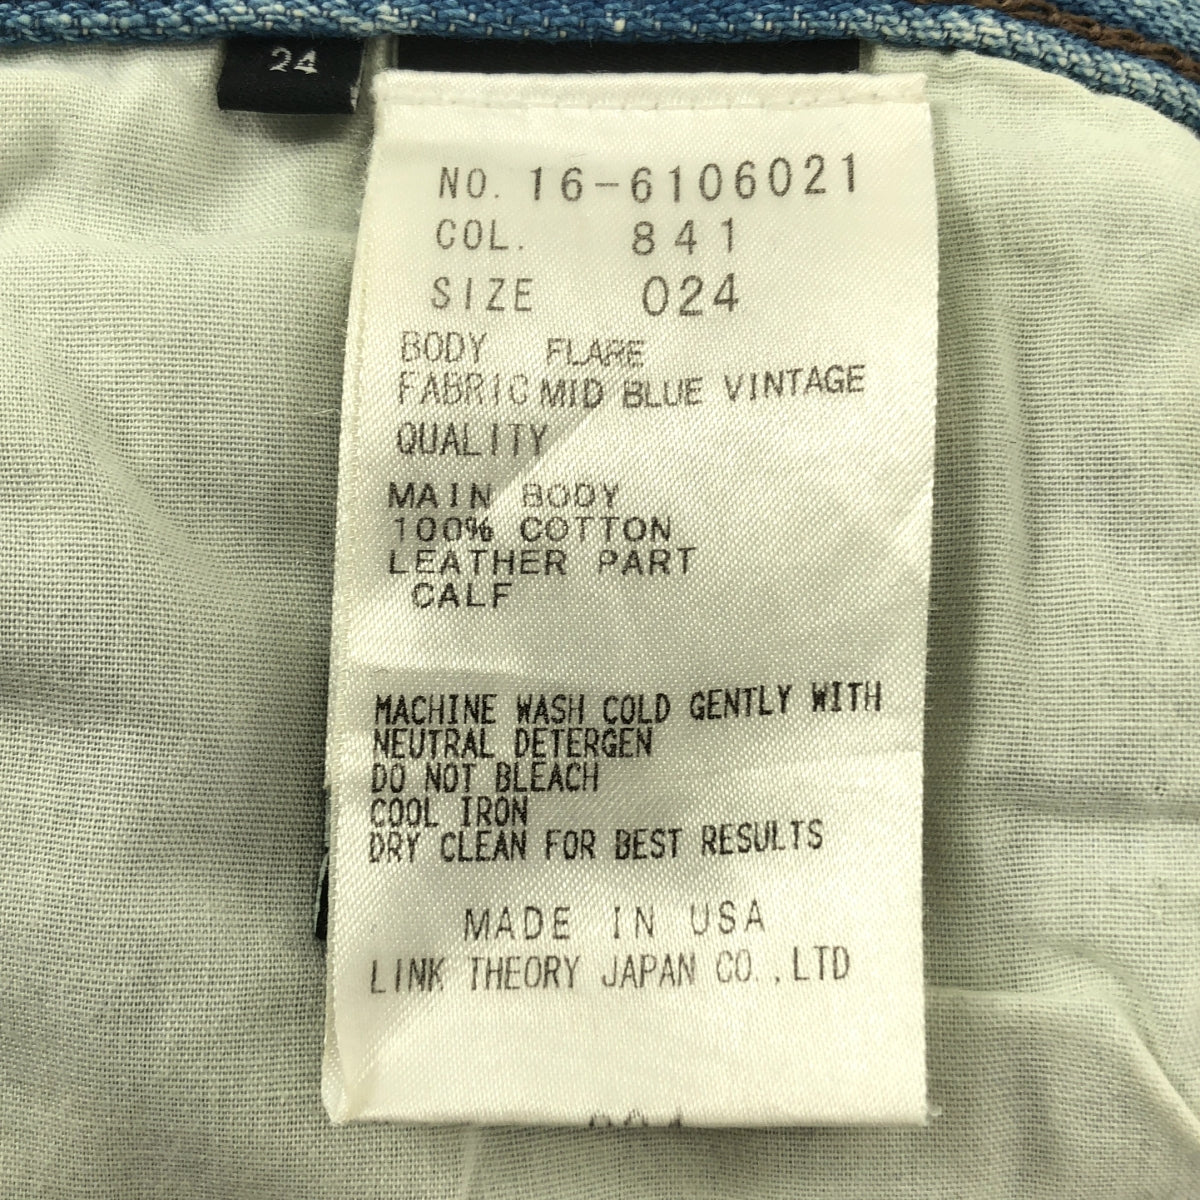 24
NO. 16-6106021
COL. 841
SIZE 024
BODY FLARE
FABRIC MID BLUE VINTAGE
QUALITY
MAIN BODY
100% COTTON
LEATHER PART
CALF
MACHINE WASH COLD GENTLY WITH
NEUTRAL DETERGEN
DO NOT BLEACH
COOL IRON
DRY CLEAN FOR BEST RESULTS
MADE IN USA
LINK THEORY JAPAN CO.,LTD